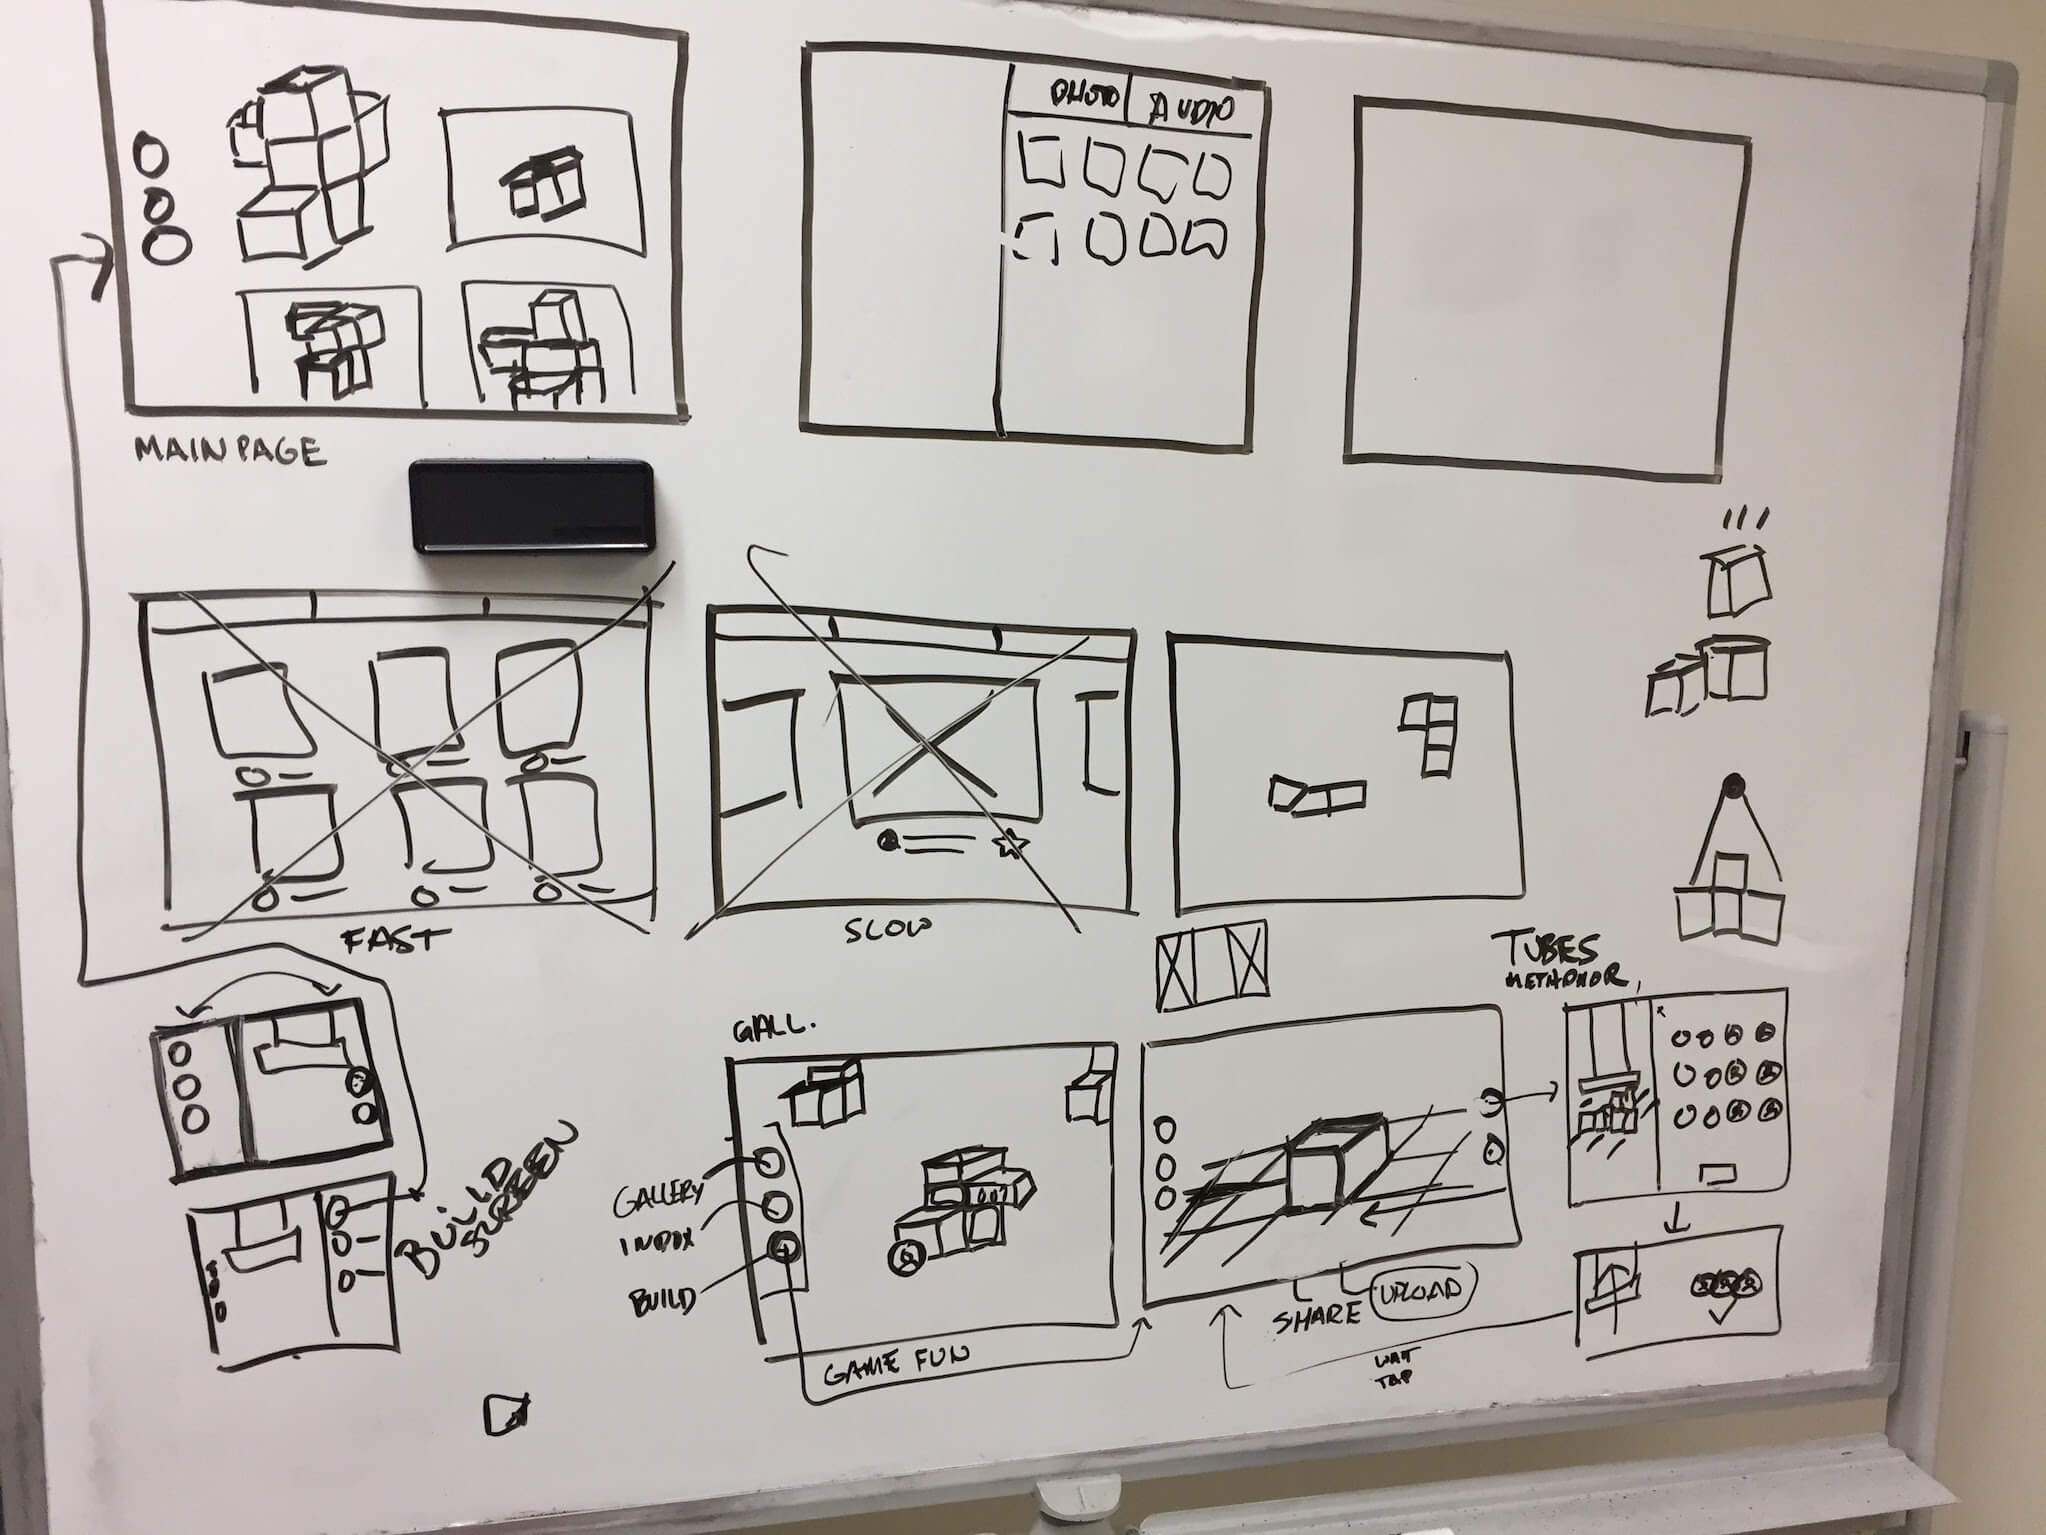 PHOTO
AUDIO
MAIN PAGE
FAST
SLOW
TUBES
METAPHOR
GALL.
BUILD
SCREEN
GALLERY
INBOX
BUILD
SHARE
UPLOAD
GAME FUN
TAP